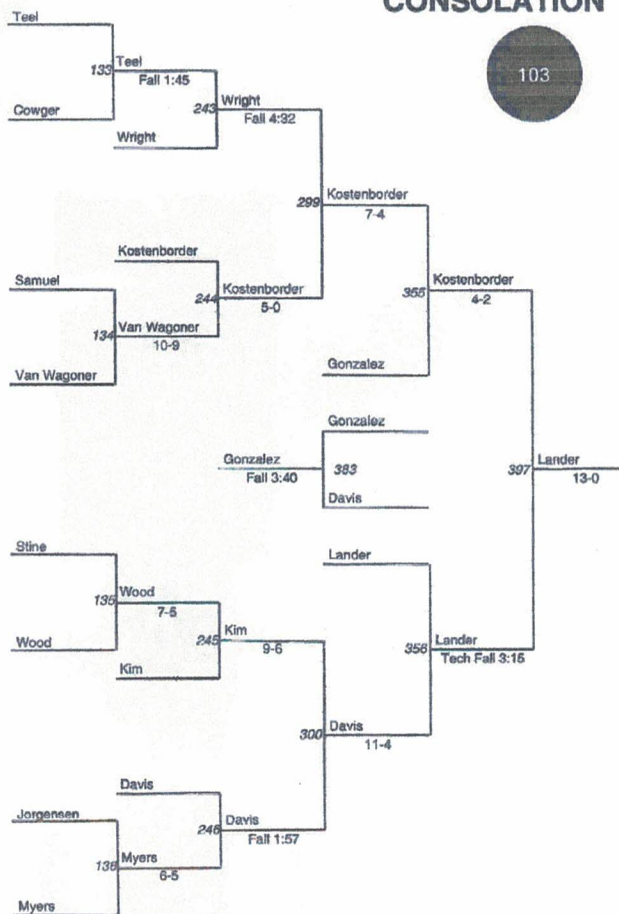 CONSOLATION
103
Teel
133
Teel
Fall 1:45
Cowger
243
Wright
Fall 4:32
Wright
299
Kostenborder
7-4
Kostenborder
Samuel
244
Kostenborder
5-0
134
Van Wagoner
10-9
Van Wagoner
355
Kostenborder
4-2
Gonzalez
Gonzalez
Gonzalez
Fall 3:40
383
Davis
397
Lander
13-0
Stine
Lander
135
Wood
7-5
Wood
245
Kim
9-6
Kim
356
Lander
Tech Fall 3:15
300
Davis
11-4
Davis
Jorgensen
246
Davis
Fall 1:57
136
Myers
6-5
Myers